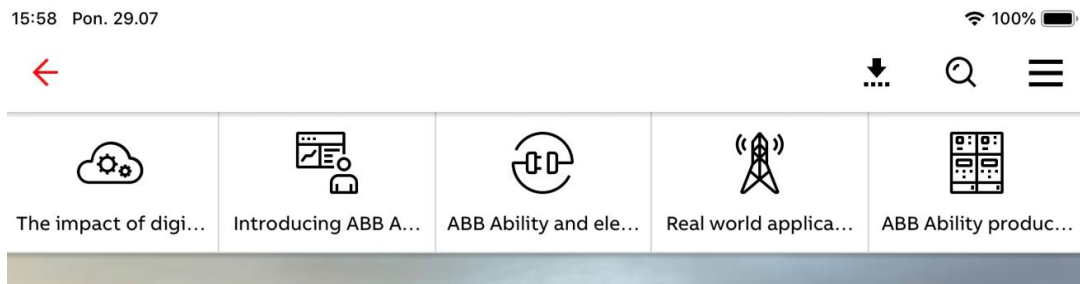 15:58 Pon. 29.07
100%
The impact of digi...
Introducing ABB A...
ABB Ability and ele...
Real world applica...
ABB Ability produc...